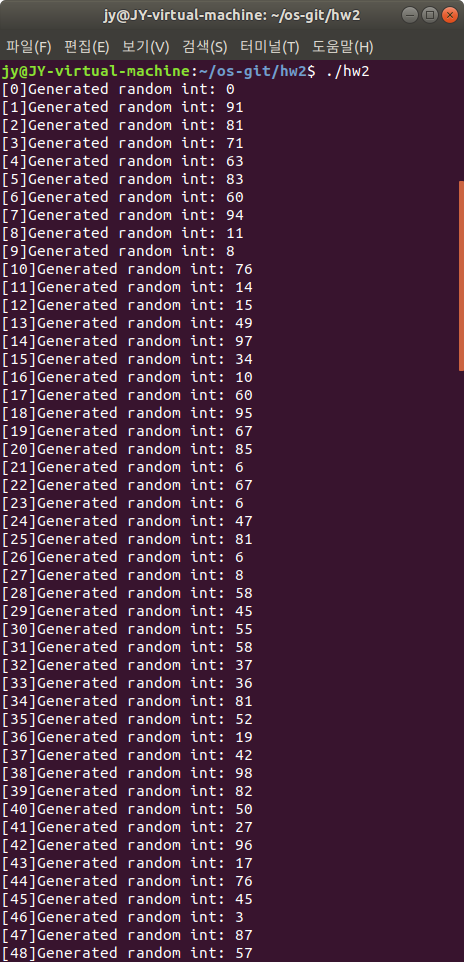 jy@JY-virtual-machine: ~/os-git/hw2
파일(F) 편집(E) 보기(V) 검색(S) 터미널(T) 도움말(H)
jy@JY-virtual-machine:~/os-git/hw2$ ./hw2
[0]Generated random int: 0
[1]Generated random int: 91
[2]Generated random int: 81
[3]Generated random int: 71
[4]Generated random int: 63
[5]Generated random int: 83
[6]Generated random int: 60
[7]Generated random int: 94
[8]Generated random int: 11
[9]Generated random int: 8
[10]Generated random int: 76
[11]Generated random int: 14
[12]Generated random int: 15
[13]Generated random int: 49
[14]Generated random int: 97
[15]Generated random int: 34
[16]Generated random int: 10
[17]Generated random int: 60
[18]Generated random int: 95
[19]Generated random int: 67
[20]Generated random int: 85
[21]Generated random int: 6
[22]Generated random int: 67
[23]Generated random int: 6
[24]Generated random int: 47
[25]Generated random int: 81
[26]Generated random int: 6
[27]Generated random int: 8
[28]Generated random int: 58
[29]Generated random int: 45
[30]Generated random int: 55
[31]Generated random int: 58
[32]Generated random int: 37
[33]Generated random int: 36
[34]Generated random int: 81
[35]Generated random int: 52
[36]Generated random int: 19
[37]Generated random int: 42
[38]Generated random int: 98
[39]Generated random int: 82
[40]Generated random int: 50
[41]Generated random int: 27
[42]Generated random int: 96
[43]Generated random int: 17
[44]Generated random int: 76
[45]Generated random int: 45
[46]Generated random int: 3
[47]Generated random int: 87
[48]Generated random int: 57